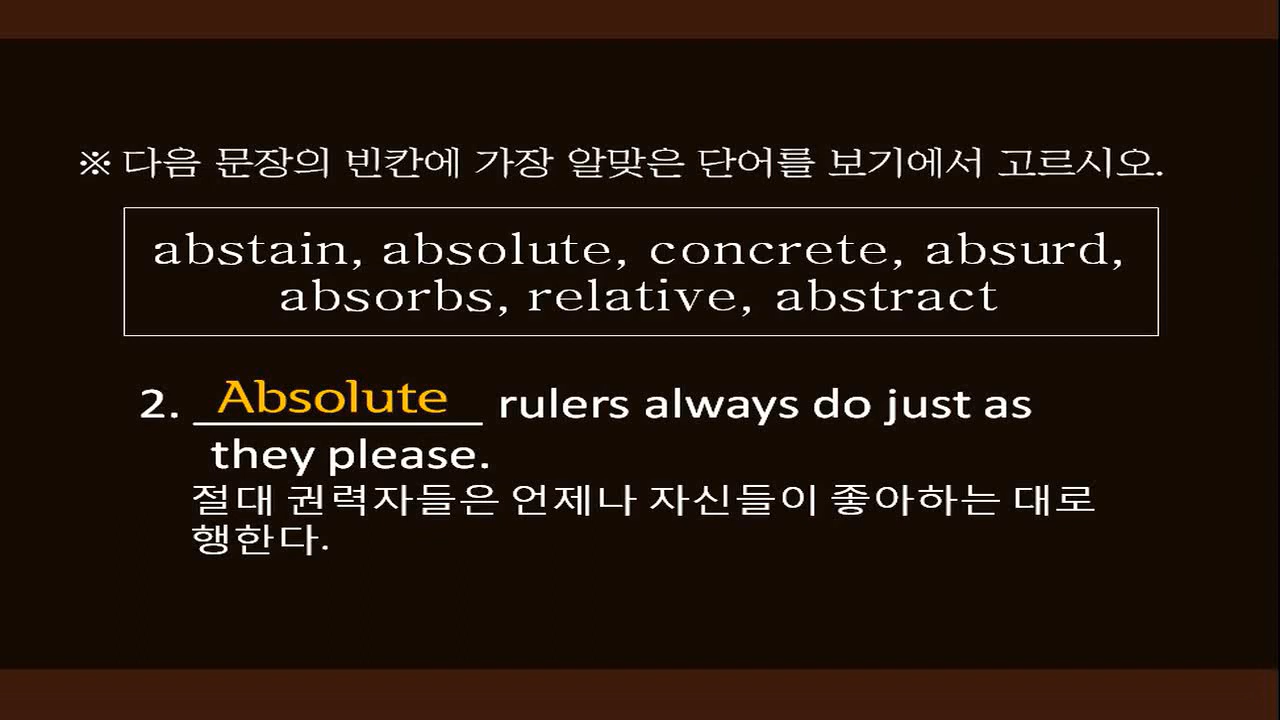 ※ 다음 문장의 빈칸에 가장 알맞은 단어를 보기에서 고르시오.
abstain, absolute, concrete, absurd,
absorbs, relative, abstract
2. Absolute rulers always do just as
they please.
절대 권력자들은 언제나 자신들이 좋아하는 대로
행한다.